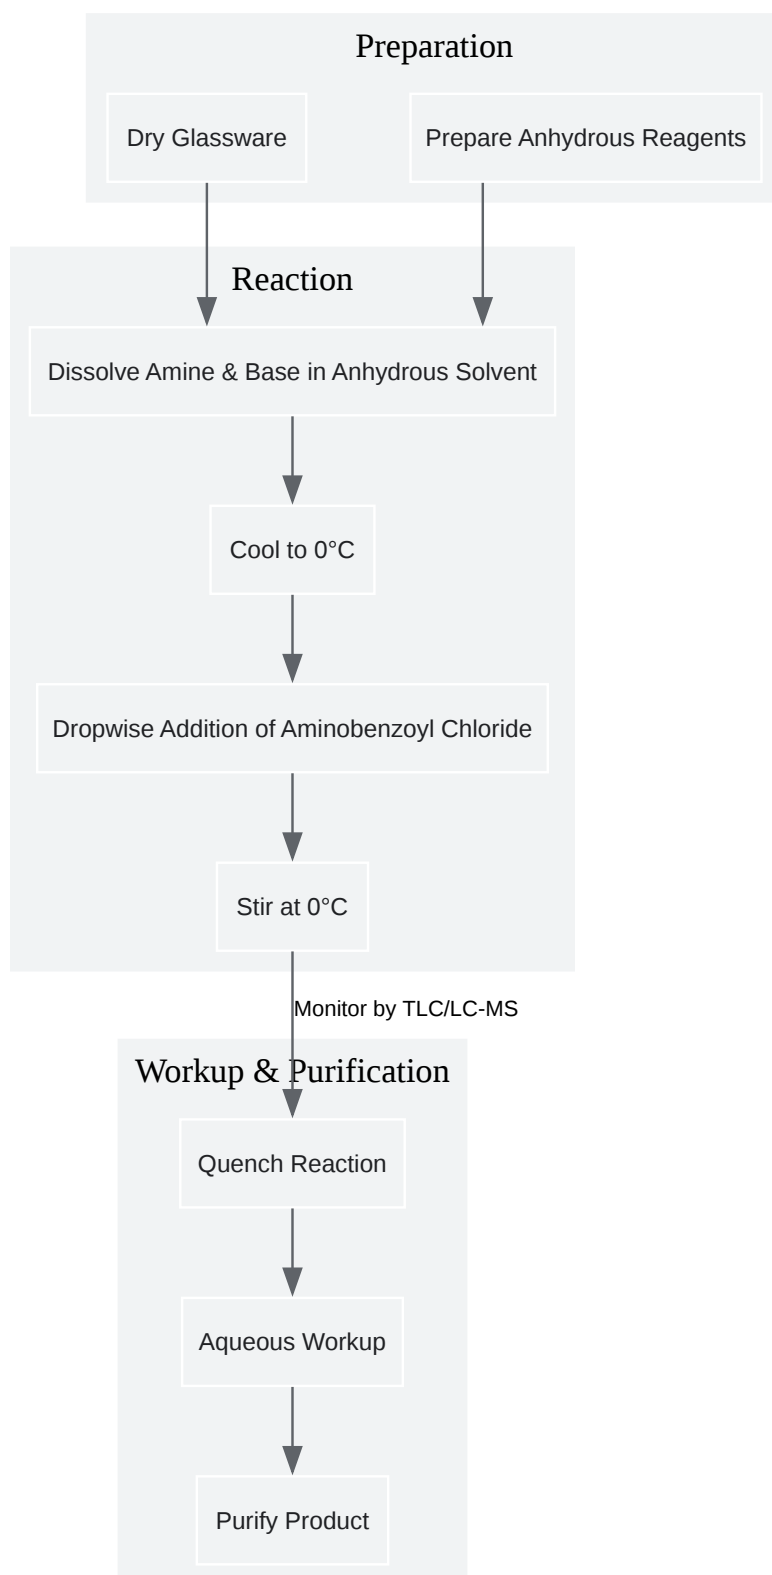 Preparation
Dry Glassware
Prepare Anhydrous Reagents
Reaction
Dissolve Amine & Base in Anhydrous Solvent
Cool to 0°C
Dropwise Addition of Aminobenzoyl Chloride
Stir at 0°C
Monitor by TLC/LC-MS
Workup & Purification
Quench Reaction
Aqueous Workup
Purify Product